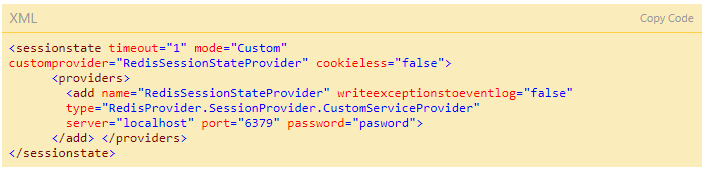 XML
Copy Code
<sessionstate timeout="1" mode="Custom"
customprovider="RedisSessionStateProvider" cookieless="false">
<providers>
<add name="RedisSessionStateProvider" writeexceptionstoeventlog="false"
type="RedisProvider.SessionProvider.CustomServiceProvider"
server="localhost" port="6379" password="pasword">
</add> </providers>
</sessionstate>